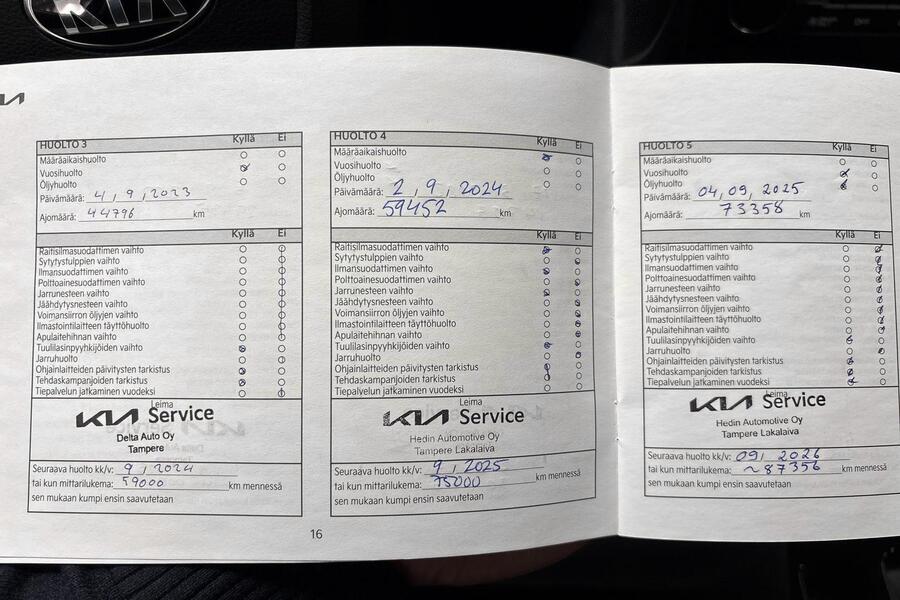 KIA
KIA
HUOLTO 3 Kyllä Ei
Määräaikaishuolto
Vuosihuolto
Öljyhuolto
Päivämäärä: 4, 9, 2023
Ajomäärä: 44796 km
Kyllä Ei
Raitisilmasuodattimen vaihto
Sytytystulppien vaihto
Ilmansuodattimen vaihto
Polttoainesuodattimen vaihto
Jarrunesteen vaihto
Jäähdytysnesteen vaihto
Voimansiirron öljyjen vaihto
Ilmastointilaitteen täyttöhuolto
Apulaitehihnan vaihto
Tuulilasinpyyhkijöiden vaihto
Jarruhuolto
Ohjainlaitteiden päivitysten tarkistus
Tehdaskampanjoiden tarkistus
Tiepalvelun jatkaminen vuodeksi
Leima
KIA Service
Delta Auto Oy
Tampere
Seuraava huolto kk/v: 9, 2024
tai kun mittarilukema: 59000 km mennessä
sen mukaan kumpi ensin saavutetaan
HUOLTO 4 Kyllä Ei
Määräaikaishuolto
Vuosihuolto
Öljyhuolto
Päivämäärä: 2, 9, 2024
Ajomäärä: 59452 km
Kyllä Ei
Raitisilmasuodattimen vaihto
Sytytystulppien vaihto
Ilmansuodattimen vaihto
Polttoainesuodattimen vaihto
Jarrunesteen vaihto
Jäähdytysnesteen vaihto
Voimansiirron öljyjen vaihto
Ilmastointilaitteen täyttöhuolto
Apulaitehihnan vaihto
Tuulilasinpyyhkijöiden vaihto
Jarruhuolto
Ohjainlaitteiden päivitysten tarkistus
Tehdaskampanjoiden tarkistus
Tiepalvelun jatkaminen vuodeksi
Leima
KIA Service
Hedin Automotive Oy
Tampere Lakalaiva
Seuraava huolto kk/v: 9, 2025
tai kun mittarilukema: 75000 km mennessä
sen mukaan kumpi ensin saavutetaan
16
HUOLTO 5 Kyllä Ei
Määräaikaishuolto
Vuosihuolto
Öljyhuolto
Päivämäärä: 04, 09, 2025
Ajomäärä: 73358 km
Kyllä Ei
Raitisilmasuodattimen vaihto
Sytytystulppien vaihto
Ilmansuodattimen vaihto
Polttoainesuodattimen vaihto
Jarrunesteen vaihto
Jäähdytysnesteen vaihto
Voimansiirron öljyjen vaihto
Ilmastointilaitteen täyttöhuolto
Apulaitehihnan vaihto
Tuulilasinpyyhkijöiden vaihto
Jarruhuolto
Ohjainlaitteiden päivitysten tarkistus
Tehdaskampanjoiden tarkistus
Tiepalvelun jatkaminen vuodeksi
Leima
KIA Service
Hedin Automotive Oy
Tampere Lakalaiva
Seuraava huolto kk/v: 09, 2026
tai kun mittarilukema: ~87356 km mennessä
sen mukaan kumpi ensin saavutetaan